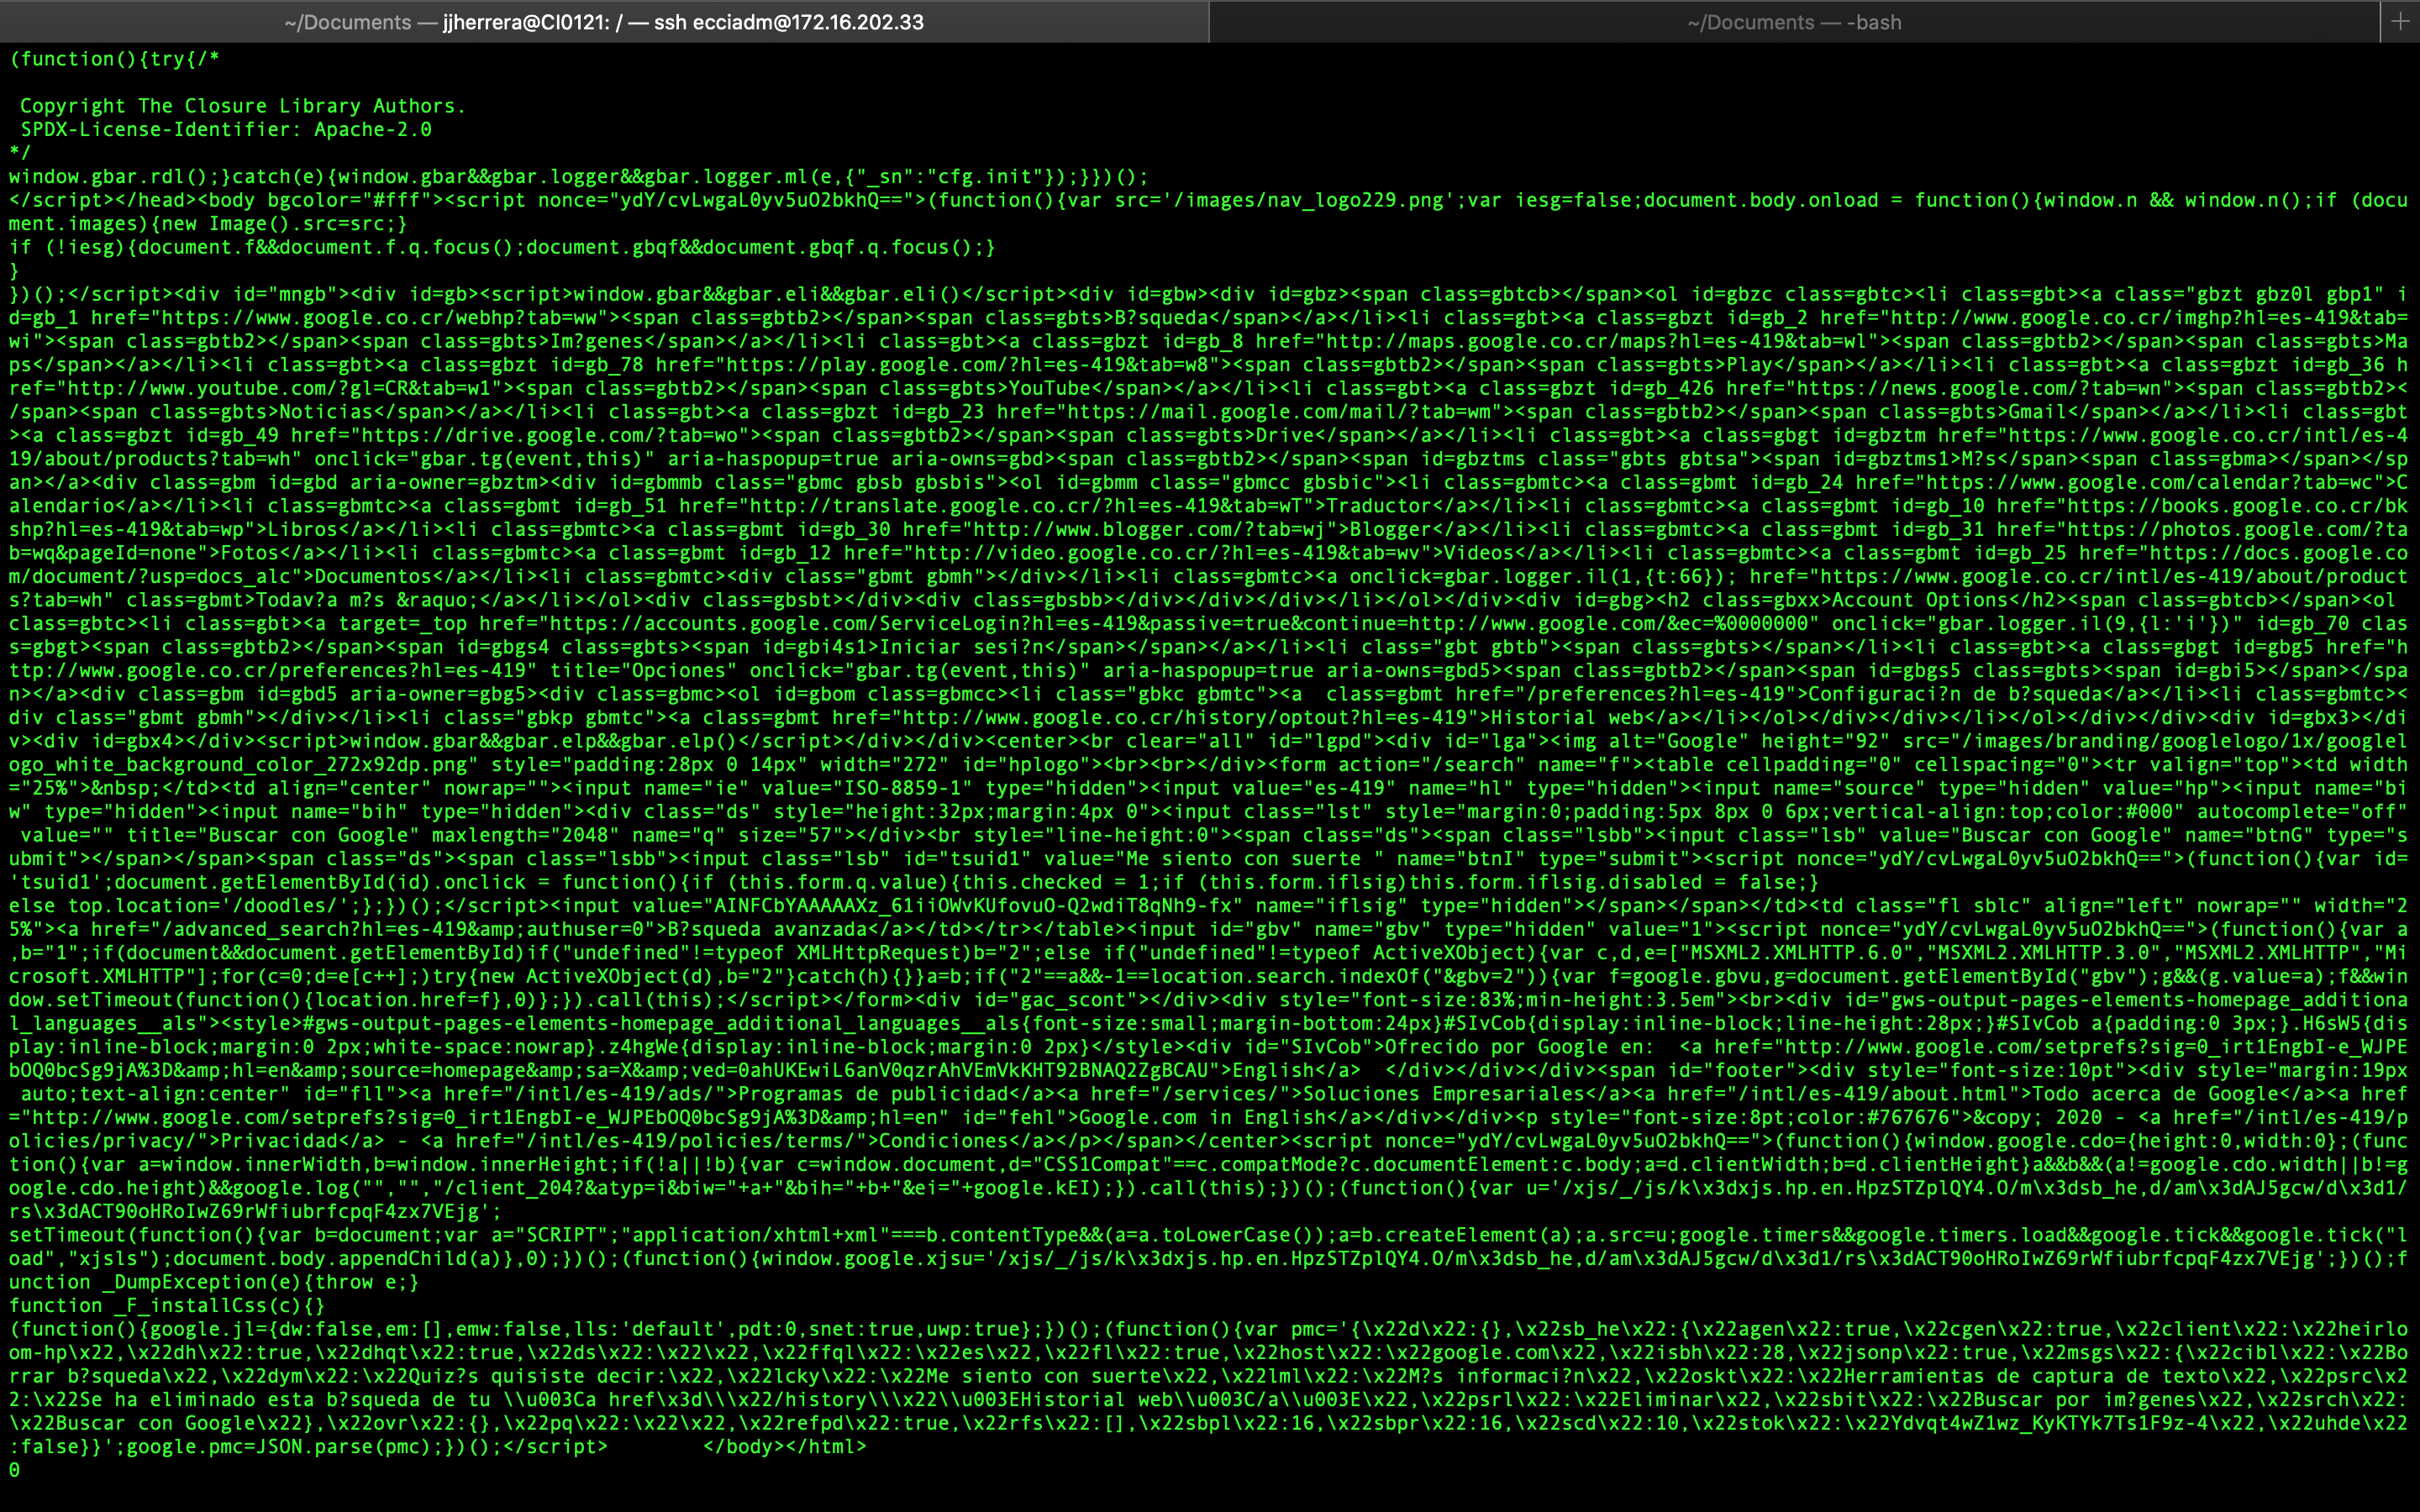 ~/Documents — jjherrera@CI0121: / — ssh ecciadm@172.16.202.33
~/Documents — -bash
+
(function(){try{/*
 Copyright The Closure Library Authors.
 SPDX-License-Identifier: Apache-2.0
*/
window.gbar.rdl();}catch(e){window.gbar&&gbar.logger&&gbar.logger.ml(e,{"_sn":"cfg.init"});}})();
</script></head><body bgcolor="#fff"><script nonce="ydY/cvLwgaL0yv5uO2bkhQ==">(function(){var src='/images/nav_logo229.png';var iesg=false;document.body.onload = function(){window.n && window.n();if (docu
ment.images){new Image().src=src;}
if (!iesg){document.f&&document.f.q.focus();document.gbqf&&document.gbqf.q.focus();}
}
})();</script><div id="mngb"><div id=gb><script>window.gbar&&gbar.eli&&gbar.eli()</script><div id=gbw><div id=gbz><span class=gbtcb></span><ol id=gbzc class=gbtc><li class=gbt><a class="gbzt gbz0l gbp1" i
d=gb_1 href="https://www.google.co.cr/webhp?tab=ww"><span class=gbtb2></span><span class=gbts>B?squeda</span></a></li><li class=gbt><a class=gbzt id=gb_2 href="http://www.google.co.cr/imghp?hl=es-419&tab=
wi"><span class=gbtb2></span><span class=gbts>Im?genes</span></a></li><li class=gbt><a class=gbzt id=gb_8 href="http://maps.google.co.cr/maps?hl=es-419&tab=wl"><span class=gbtb2></span><span class=gbts>Ma
ps</span></a></li><li class=gbt><a class=gbzt id=gb_78 href="https://play.google.com/?hl=es-419&tab=w8"><span class=gbtb2></span><span class=gbts>Play</span></a></li><li class=gbt><a class=gbzt id=gb_36 h
ref="http://www.youtube.com/?gl=CR&tab=w1"><span class=gbtb2></span><span class=gbts>YouTube</span></a></li><li class=gbt><a class=gbzt id=gb_426 href="https://news.google.com/?tab=wn"><span class=gbtb2><
/span><span class=gbts>Noticias</span></a></li><li class=gbt><a class=gbzt id=gb_23 href="https://mail.google.com/mail/?tab=wm"><span class=gbtb2></span><span class=gbts>Gmail</span></a></li><li class=gbt
><a class=gbzt id=gb_49 href="https://drive.google.com/?tab=wo"><span class=gbtb2></span><span class=gbts>Drive</span></a></li><li class=gbt><a class=gbgt id=gbztm href="https://www.google.co.cr/intl/es-4
19/about/products?tab=wh" onclick="gbar.tg(event,this)" aria-haspopup=true aria-owns=gbd><span class=gbtb2></span><span id=gbztms class="gbts gbtsa"><span id=gbztms1>M?s</span><span class=gbma></span></sp
an></a><div class=gbm id=gbd aria-owner=gbztm><div id=gbmmb class="gbmc gbsb gbsbis"><ol id=gbmm class="gbmcc gbsbic"><li class=gbmtc><a class=gbmt id=gb_24 href="https://www.google.com/calendar?tab=wc">C
alendario</a></li><li class=gbmtc><a class=gbmt id=gb_51 href="http://translate.google.co.cr/?hl=es-419&tab=wT">Traductor</a></li><li class=gbmtc><a class=gbmt id=gb_10 href="https://books.google.co.cr/bk
shp?hl=es-419&tab=wp">Libros</a></li><li class=gbmtc><a class=gbmt id=gb_30 href="http://www.blogger.com/?tab=wj">Blogger</a></li><li class=gbmtc><a class=gbmt id=gb_31 href="https://photos.google.com/?ta
b=wq&pageId=none">Fotos</a></li><li class=gbmtc><a class=gbmt id=gb_12 href="http://video.google.co.cr/?hl=es-419&tab=wv">Videos</a></li><li class=gbmtc><a class=gbmt id=gb_25 href="https://docs.google.co
m/document/?usp=docs_alc">Documentos</a></li><li class=gbmtc><div class="gbmt gbmh"></div></li><li class=gbmtc><a onclick=gbar.logger.il(1,{t:66}); href="https://www.google.co.cr/intl/es-419/about/product
s?tab=wh" class=gbmt>Todav?a m?s &raquo;</a></li></ol><div class=gbsbt></div><div class=gbsbb></div></div></div></li></ol></div><div id=gbg><h2 class=gbxx>Account Options</h2><span class=gbtcb></span><ol 
class=gbtc><li class=gbt><a target=_top href="https://accounts.google.com/ServiceLogin?hl=es-419&passive=true&continue=http://www.google.com/&ec=%0000000" onclick="gbar.logger.il(9,{l:'i'})" id=gb_70 clas
s=gbgt><span class=gbtb2></span><span id=gbgs4 class=gbts><span id=gbi4s1>Iniciar sesi?n</span></span></a></li><li class="gbt gbtb"><span class=gbts></span></li><li class=gbt><a class=gbgt id=gbg5 href="h
ttp://www.google.co.cr/preferences?hl=es-419" title="Opciones" onclick="gbar.tg(event,this)" aria-haspopup=true aria-owns=gbd5><span class=gbtb2></span><span id=gbgs5 class=gbts><span id=gbi5></span></spa
n></a><div class=gbm id=gbd5 aria-owner=gbg5><div class=gbmc><ol id=gbom class=gbmcc><li class="gbkc gbmtc"><a  class=gbmt href="/preferences?hl=es-419">Configuraci?n de b?squeda</a></li><li class=gbmtc><
div class="gbmt gbmh"></div></li><li class="gbkp gbmtc"><a class=gbmt href="http://www.google.co.cr/history/optout?hl=es-419">Historial web</a></li></ol></div></div></li></ol></div></div><div id=gbx3></di
v><div id=gbx4></div><script>window.gbar&&gbar.elp&&gbar.elp()</script></div></div><center><br clear="all" id="lgpd"><div id="lga"><img alt="Google" height="92" src="/images/branding/googlelogo/1x/googlel
ogo_white_background_color_272x92dp.png" style="padding:28px 0 14px" width="272" id="hplogo"><br><br></div><form action="/search" name="f"><table cellpadding="0" cellspacing="0"><tr valign="top"><td width
="25%">&nbsp;</td><td align="center" nowrap=""><input name="ie" value="ISO-8859-1" type="hidden"><input value="es-419" name="hl" type="hidden"><input name="source" type="hidden" value="hp"><input name="bi
w" type="hidden"><input name="bih" type="hidden"><div class="ds" style="height:32px;margin:4px 0"><input class="lst" style="margin:0;padding:5px 8px 0 6px;vertical-align:top;color:#000" autocomplete="off"
 value="" title="Buscar con Google" maxlength="2048" name="q" size="57"></div><br style="line-height:0"><span class="ds"><span class="lsbb"><input class="lsb" value="Buscar con Google" name="btnG" type="s
ubmit"></span></span><span class="ds"><span class="lsbb"><input class="lsb" id="tsuid1" value="Me siento con suerte " name="btnI" type="submit"><script nonce="ydY/cvLwgaL0yv5uO2bkhQ==">(function(){var id=
'tsuid1';document.getElementById(id).onclick = function(){if (this.form.q.value){this.checked = 1;if (this.form.iflsig)this.form.iflsig.disabled = false;}
else top.location='/doodles/';};})();</script><input value="AINFCbYAAAAAXz_61iiOWvKUfovuO-Q2wdiT8qNh9-fx" name="iflsig" type="hidden"></span></span></td><td class="fl sblc" align="left" nowrap="" width="2
5%"><a href="/advanced_search?hl=es-419&amp;authuser=0">B?squeda avanzada</a></td></tr></table><input id="gbv" name="gbv" type="hidden" value="1"><script nonce="ydY/cvLwgaL0yv5uO2bkhQ==">(function(){var a
,b="1";if(document&&document.getElementById)if("undefined"!=typeof XMLHttpRequest)b="2";else if("undefined"!=typeof ActiveXObject){var c,d,e=["MSXML2.XMLHTTP.6.0","MSXML2.XMLHTTP.3.0","MSXML2.XMLHTTP","Mi
crosoft.XMLHTTP"];for(c=0;d=e[c++];)try{new ActiveXObject(d),b="2"}catch(h){}}a=b;if("2"==a&&-1==location.search.indexOf("&gbv=2")){var f=google.gbvu,g=document.getElementById("gbv");g&&(g.value=a);f&&win
dow.setTimeout(function(){location.href=f},0)};}).call(this);</script></form><div id="gac_scont"></div><div style="font-size:83%;min-height:3.5em"><br><div id="gws-output-pages-elements-homepage_additiona
l_languages__als"><style>#gws-output-pages-elements-homepage_additional_languages__als{font-size:small;margin-bottom:24px}#SIvCob{display:inline-block;line-height:28px;}#SIvCob a{padding:0 3px;}.H6sW5{dis
play:inline-block;margin:0 2px;white-space:nowrap}.z4hgWe{display:inline-block;margin:0 2px}</style><div id="SIvCob">Ofrecido por Google en:  <a href="http://www.google.com/setprefs?sig=0_irt1EngbI-e_WJPE
bOQ0bcSg9jA%3D&amp;hl=en&amp;source=homepage&amp;sa=X&amp;ved=0ahUKEwiL6anV0qzrAhVEmVkKHT92BNAQ2ZgBCAU">English</a>  </div></div></div><span id="footer"><div style="font-size:10pt"><div style="margin:19px
 auto;text-align:center" id="fll"><a href="/intl/es-419/ads/">Programas de publicidad</a><a href="/services/">Soluciones Empresariales</a><a href="/intl/es-419/about.html">Todo acerca de Google</a><a href
="http://www.google.com/setprefs?sig=0_irt1EngbI-e_WJPEbOQ0bcSg9jA%3D&amp;hl=en" id="fehl">Google.com in English</a></div></div><p style="font-size:8pt;color:#767676">&copy; 2020 - <a href="/intl/es-419/p
olicies/privacy/">Privacidad</a> - <a href="/intl/es-419/policies/terms/">Condiciones</a></p></span></center><script nonce="ydY/cvLwgaL0yv5uO2bkhQ==">(function(){window.google.cdo={height:0,width:0};(func
tion(){var a=window.innerWidth,b=window.innerHeight;if(!a||!b){var c=window.document,d="CSS1Compat"==c.compatMode?c.documentElement:c.body;a=d.clientWidth;b=d.clientHeight}a&&b&&(a!=google.cdo.width||b!=g
oogle.cdo.height)&&google.log("","","/client_204?&atyp=i&biw="+a+"&bih="+b+"&ei="+google.kEI);}).call(this);})();(function(){var u='/xjs/_/js/k\x3dxjs.hp.en.HpzSTZplQY4.O/m\x3dsb_he,d/am\x3dAJ5gcw/d\x3d1/
rs\x3dACT90oHRoIwZ69rWfiubrfcpqF4zx7VEjg';
setTimeout(function(){var b=document;var a="SCRIPT";"application/xhtml+xml"===b.contentType&&(a=a.toLowerCase());a=b.createElement(a);a.src=u;google.timers&&google.timers.load&&google.tick&&google.tick("l
oad","xjsls");document.body.appendChild(a)},0);})();(function(){window.google.xjsu='/xjs/_/js/k\x3dxjs.hp.en.HpzSTZplQY4.O/m\x3dsb_he,d/am\x3dAJ5gcw/d\x3d1/rs\x3dACT90oHRoIwZ69rWfiubrfcpqF4zx7VEjg';})();f
unction _DumpException(e){throw e;}
function _F_installCss(c){}
(function(){google.jl={dw:false,em:[],emw:false,lls:'default',pdt:0,snet:true,uwp:true};})();(function(){var pmc='{\x22d\x22:{},\x22sb_he\x22:{\x22agen\x22:true,\x22cgen\x22:true,\x22client\x22:\x22heirlo
om-hp\x22,\x22dh\x22:true,\x22dhqt\x22:true,\x22ds\x22:\x22\x22,\x22ffql\x22:\x22es\x22,\x22fl\x22:true,\x22host\x22:\x22google.com\x22,\x22isbh\x22:28,\x22jsonp\x22:true,\x22msgs\x22:{\x22cibl\x22:\x22Bo
rrar b?squeda\x22,\x22dym\x22:\x22Quiz?s quisiste decir:\x22,\x22lcky\x22:\x22Me siento con suerte\x22,\x22lml\x22:\x22M?s informaci?n\x22,\x22oskt\x22:\x22Herramientas de captura de texto\x22,\x22psrc\x2
2:\x22Se ha eliminado esta b?squeda de tu \\u003Ca href\x3d\\\x22/history\\\x22\\u003EHistorial web\\u003C/a\\u003E\x22,\x22psrl\x22:\x22Eliminar\x22,\x22sbit\x22:\x22Buscar por im?genes\x22,\x22srch\x22:
\x22Buscar con Google\x22},\x22ovr\x22:{},\x22pq\x22:\x22\x22,\x22refpd\x22:true,\x22rfs\x22:[],\x22sbpl\x22:16,\x22sbpr\x22:16,\x22scd\x22:10,\x22stok\x22:\x22Ydvqt4wZ1wz_KyKTYk7Ts1F9z-4\x22,\x22uhde\x22
:false}}';google.pmc=JSON.parse(pmc);})();</script>        </body></html>
0